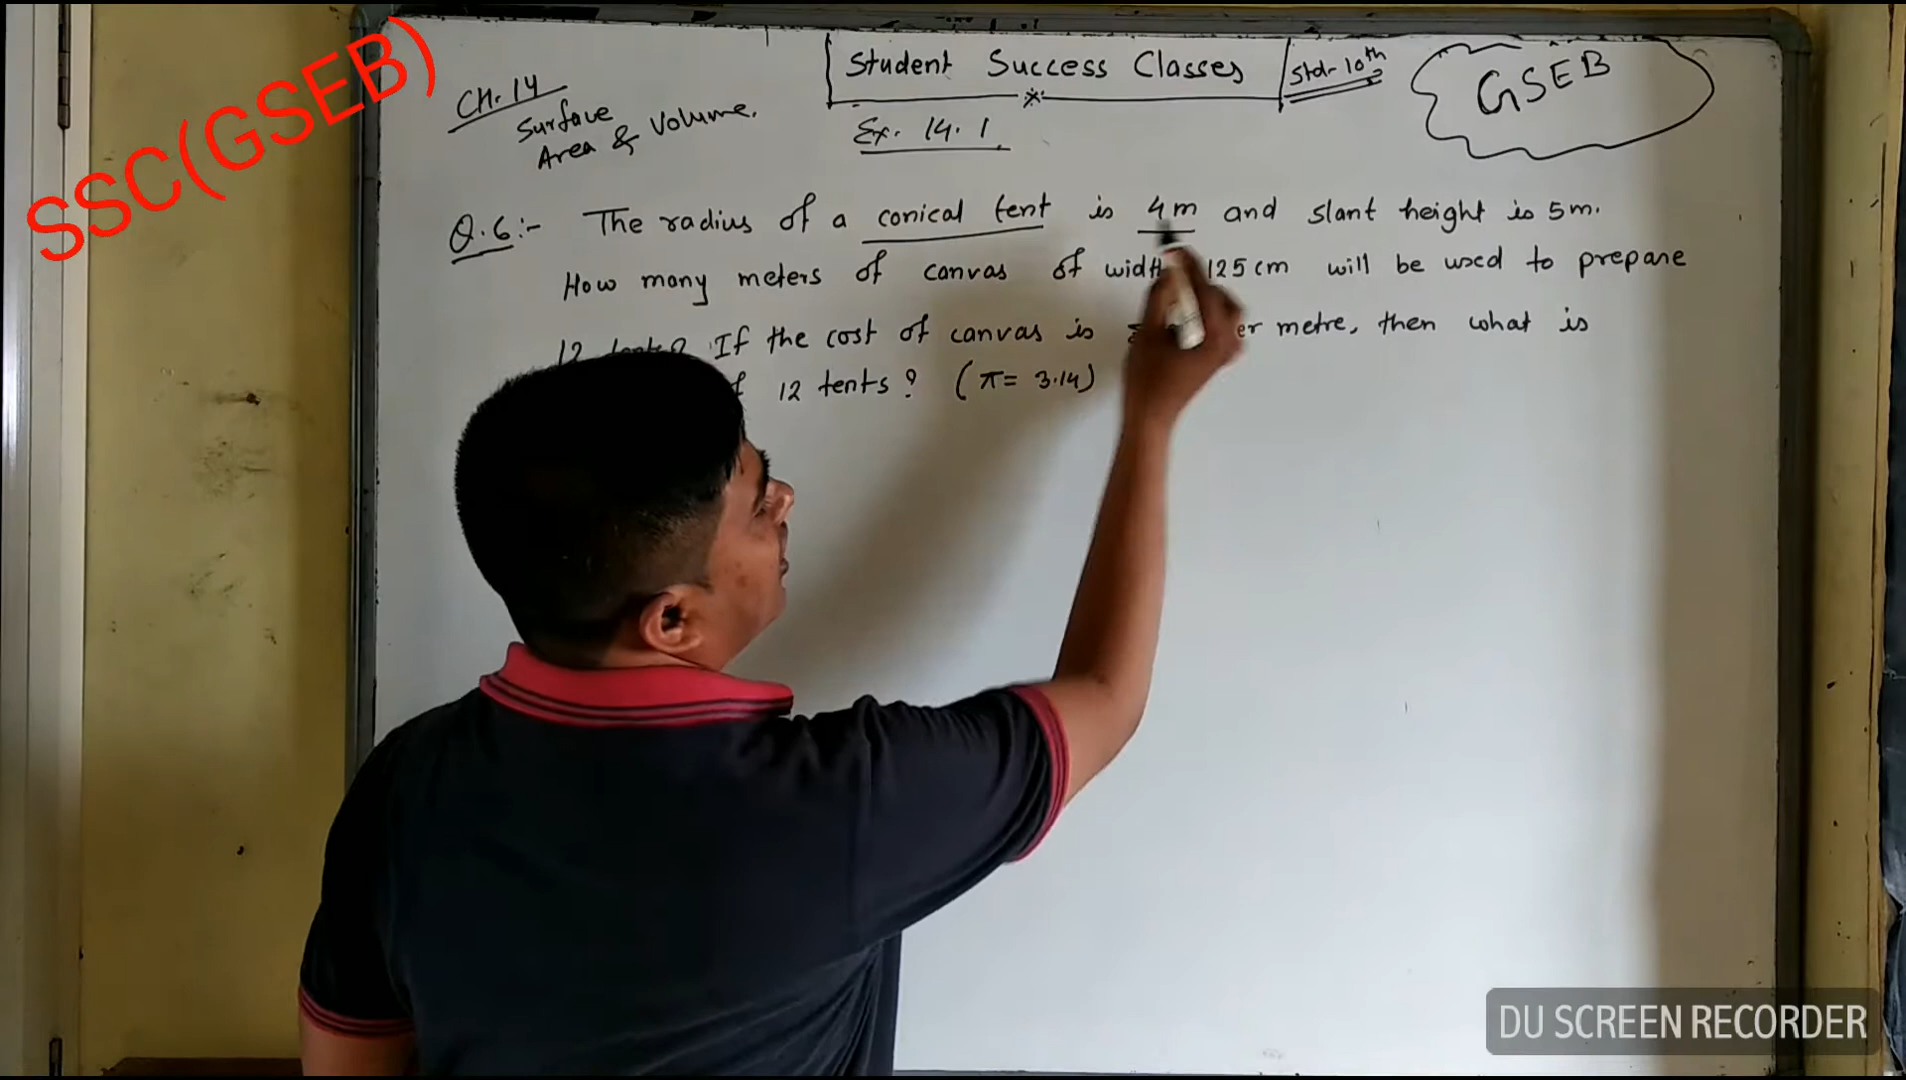 SSC(GSEB)
CH. 14
Surface
Area & Volume.
Student Success Classes
Std- 10th
GSEB
Ex. 14.1
Q.6:- The radius of a conical tent is 4m and slant height is 5m.
How many meters of canvas of width 125cm will be used to prepare
12 If the cost of canvas is metre, then what is
12 tents? (π= 3.14)
DU SCREEN RECORDER